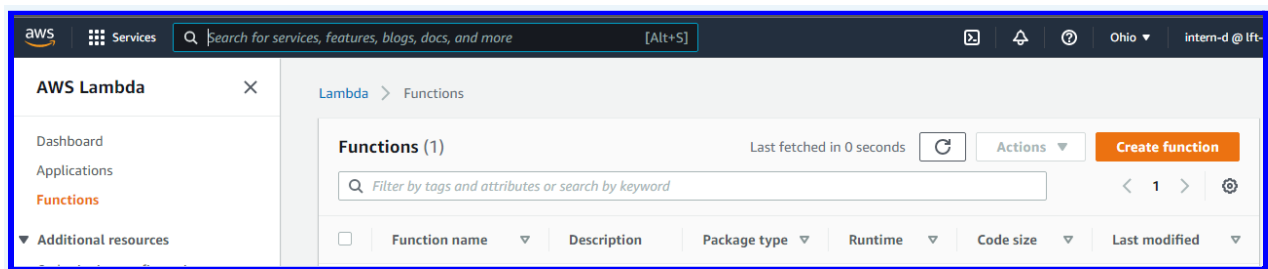 aws Services Search for services, features, blogs, docs, and more [Alt+S] Ohio ▼ intern-d @ lft-
AWS Lambda
Lambda > Functions
Dashboard
Applications
Functions
Additional resources
Functions (1) Last fetched in 0 seconds Actions ▼ Create function
Filter by tags and attributes or search by keyword < 1 >
Function name Description Package type Runtime Code size Last modified